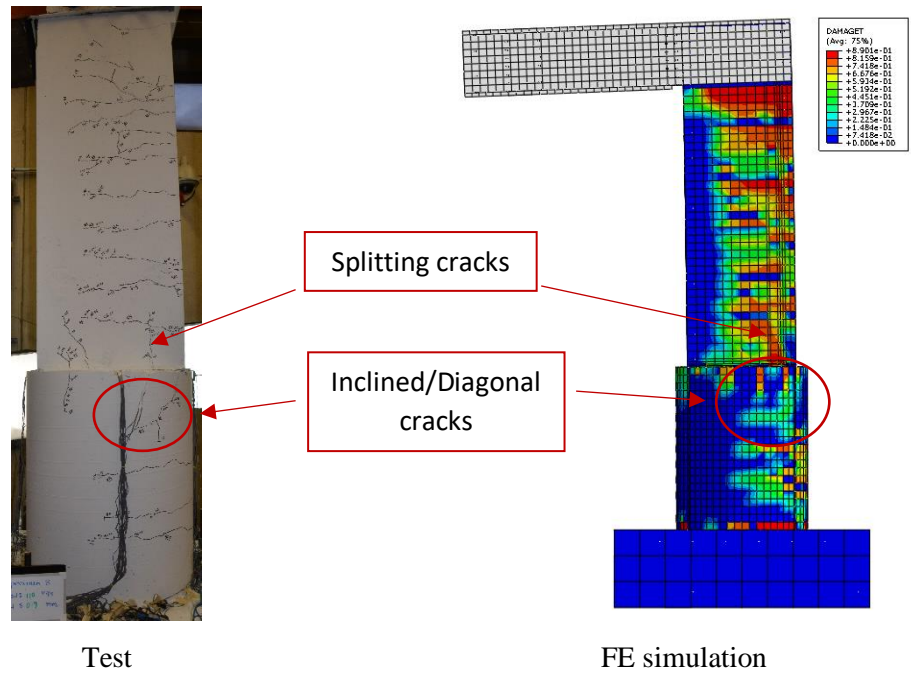 DAMAGET
(Avg: 75%)
+8.901e-01
+8.159e-01
+7.418e-01
+6.676e-01
+5.934e-01
+5.192e-01
+4.451e-01
+3.709e-01
+2.967e-01
+2.225e-01
+1.484e-01
+7.418e-02
+0.000e+00
Splitting cracks
Inclined/Diagonal
cracks
Test
FE simulation